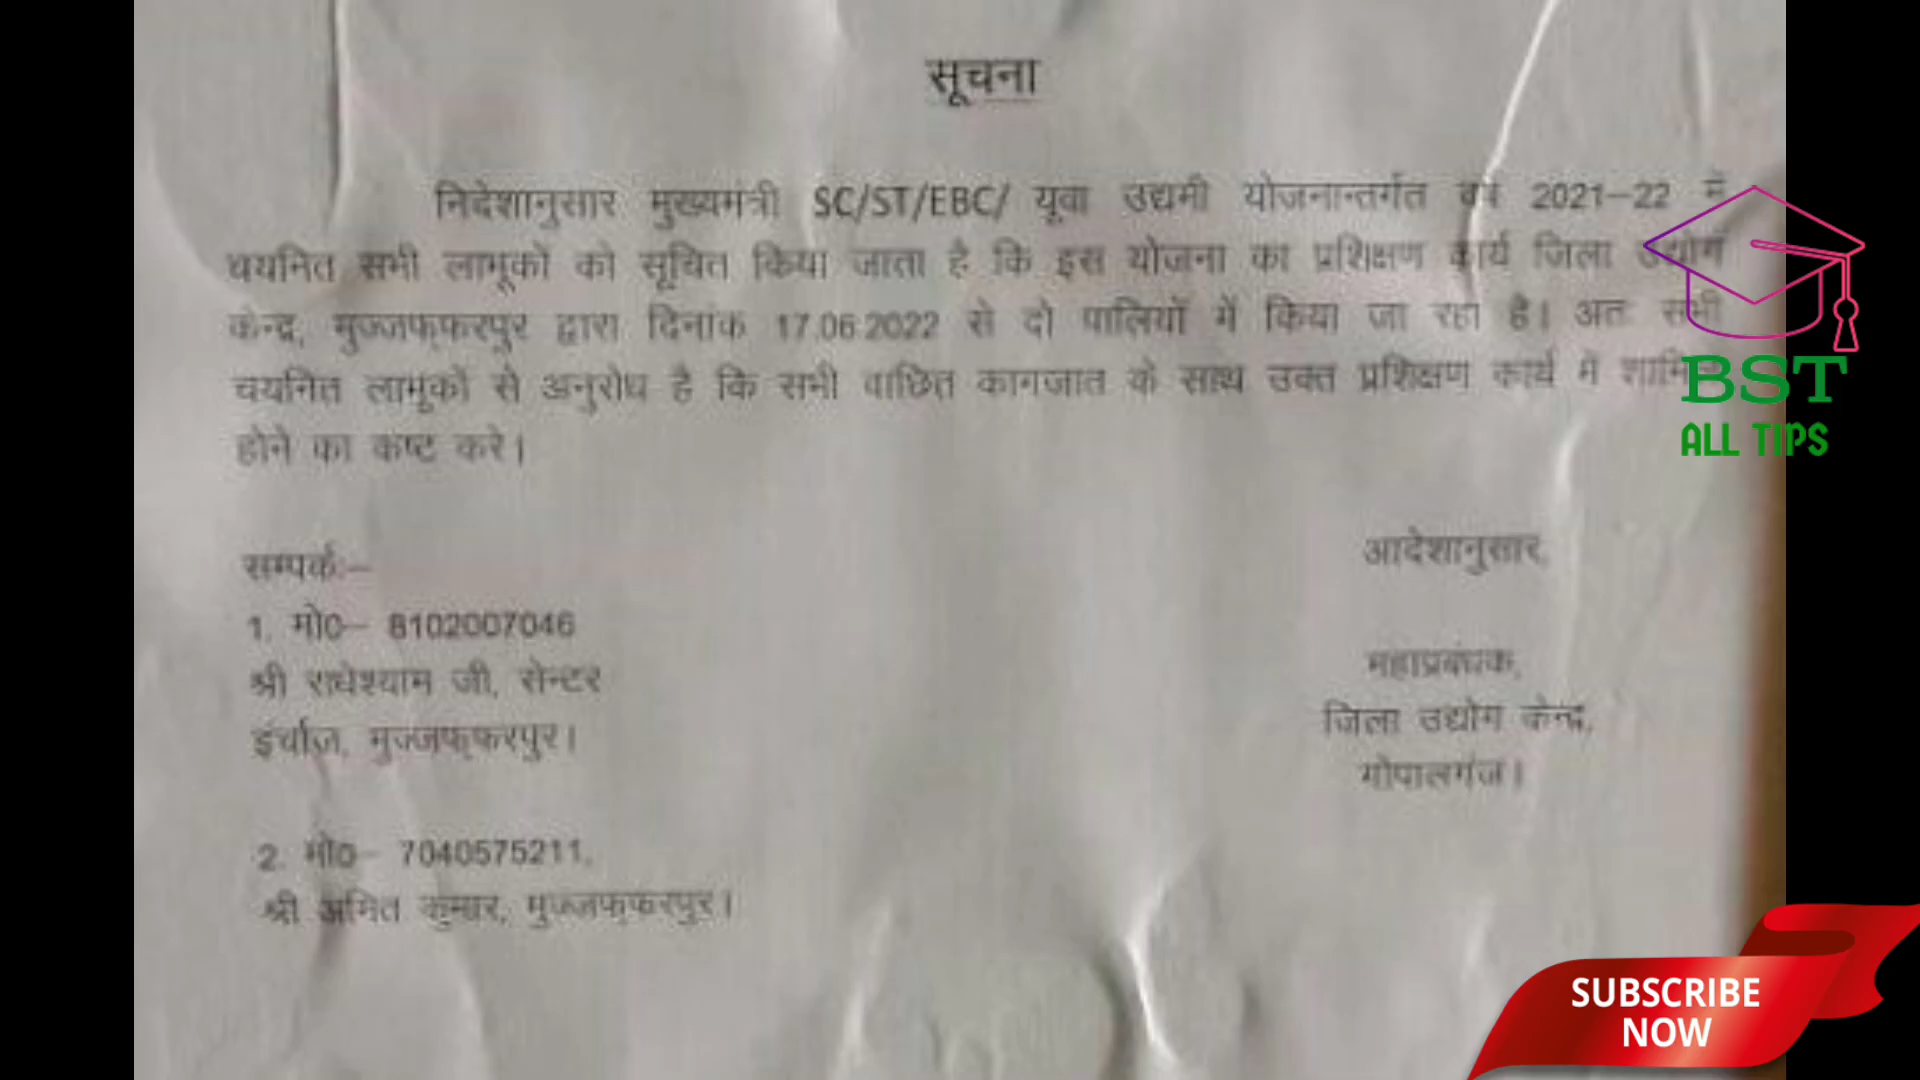 सूचना
निदेशानुसार मुख्यमंत्री SC/ST/EBC/ यूवा उद्यमी योजनान्तर्गत वर्ष 2021–22 में
चयनित सभी लाभूकों को सूचित किया जाता है कि इस योजना का प्रशिक्षण कार्य जिला उद्योग
केन्द्र, मुज्जफ्फरपुर द्वारा दिनांक 17.06.2022 से दो पालियों में किया जा रहा है। अतः सभी
चयनित लाभूकों से अनुरोध है कि सभी वांछित कागजात के साथ उक्त प्रशिक्षण कार्य में
होने का कष्ट करे।
सम्पर्कः–
1. मो0– 8102007046
श्री राधेश्याम जी, सेन्टर
इंर्चाज, मुज्जफ्फरपुर।
2. मो0– 7040575211,
श्री अमित कुमार, मुज्जफ्फरपुर।
आदेशानुसार,
महाप्रबंधक,
जिला उद्योग केन्द्र,
गोपालगंज।
BST
ALL TIPS
SUBSCRIBE
NOW